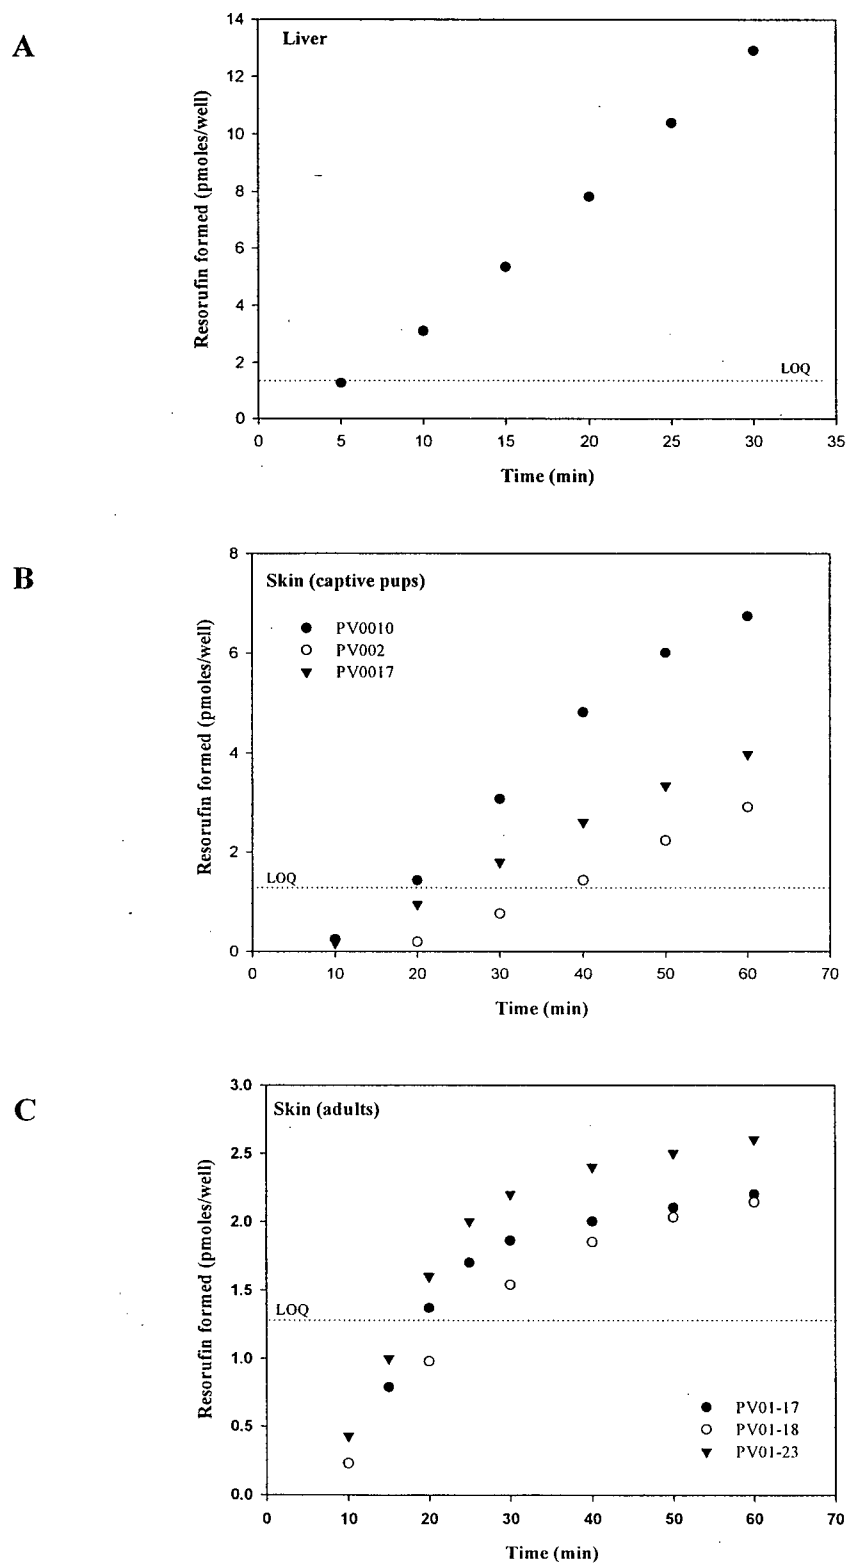 A
Liver
Resorufin formed (pmoles/well)
14
12
10
8
6
4
2
0
LOQ
0 5 10 15 20 25 30 35
Time (min)
B
Skin (captive pups)
PV0010
PV002
PV0017
Resorufin formed (pmoles/well)
8
6
4
2
0
LOQ
0 10 20 30 40 50 60 70
Time (min)
C
Skin (adults)
Resorufin formed (pmoles/well)
3.0
2.5
2.0
1.5
1.0
0.5
0.0
LOQ
PV01-17
PV01-18
PV01-23
0 10 20 30 40 50 60 70
Time (min)